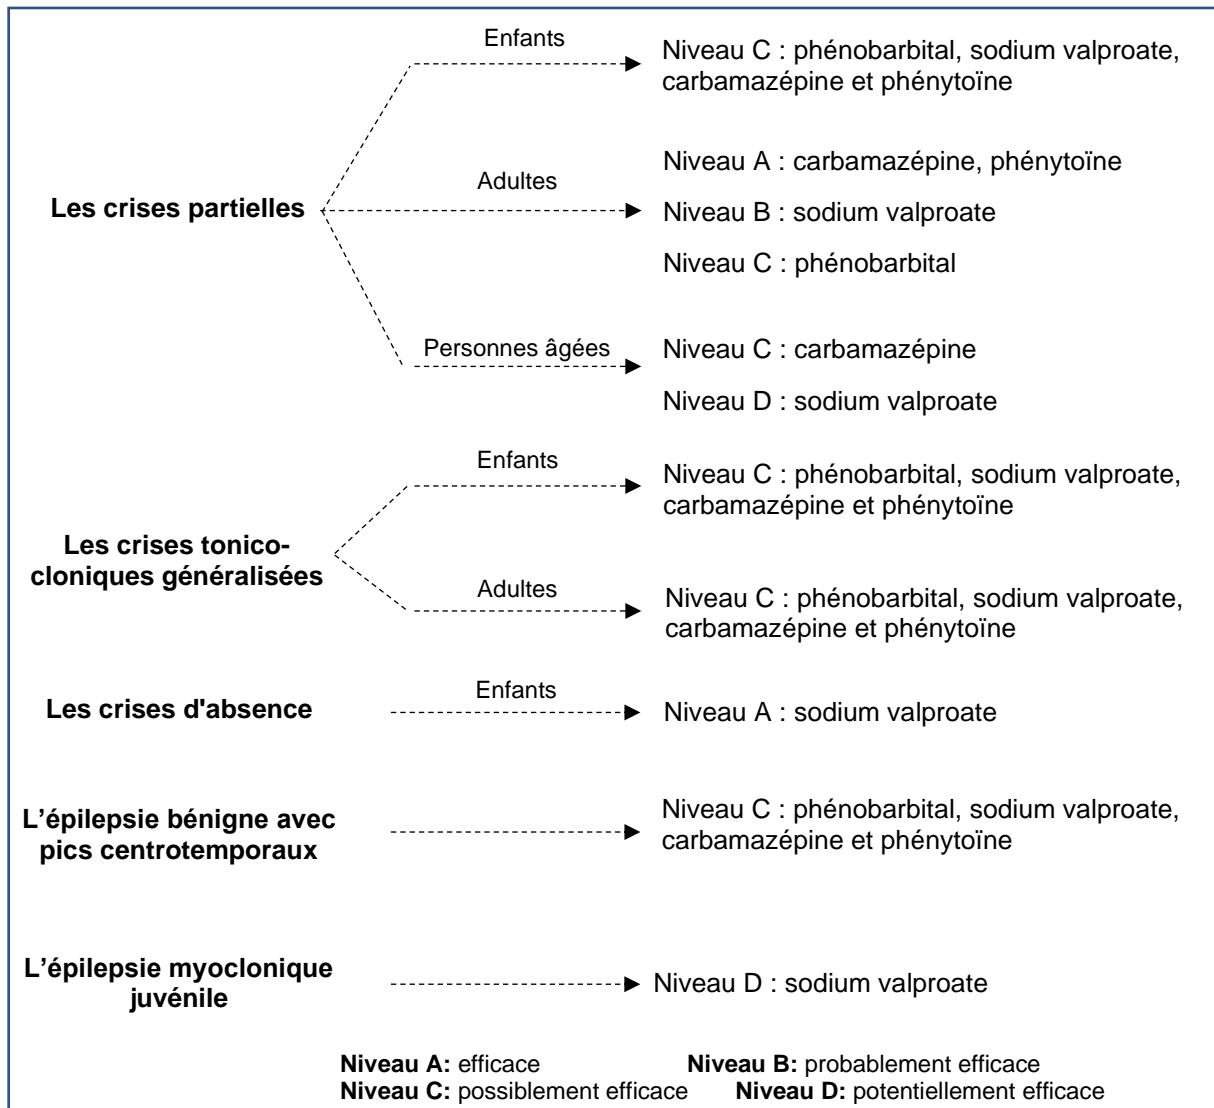 Enfants
Niveau C : phénobarbital, sodium valproate,
carbamazépine et phénytoïne
Les crises partielles
Adultes
Niveau A : carbamazépine, phénytoïne
Niveau B : sodium valproate
Niveau C : phénobarbital
Personnes âgées
Niveau C : carbamazépine
Niveau D : sodium valproate
Les crises tonico-
cloniques généralisées
Enfants
Niveau C : phénobarbital, sodium valproate,
carbamazépine et phénytoïne
Adultes
Niveau C : phénobarbital, sodium valproate,
carbamazépine et phénytoïne
Les crises d'absence
Enfants
Niveau A : sodium valproate
L’épilepsie bénigne avec
pics centrotemporaux
Niveau C : phénobarbital, sodium valproate,
carbamazépine et phénytoïne
L’épilepsie myoclonique
juvénile
Niveau D : sodium valproate
Niveau A: efficace Niveau B: probablement efficace
Niveau C: possiblement efficace Niveau D: potentiellement efficace